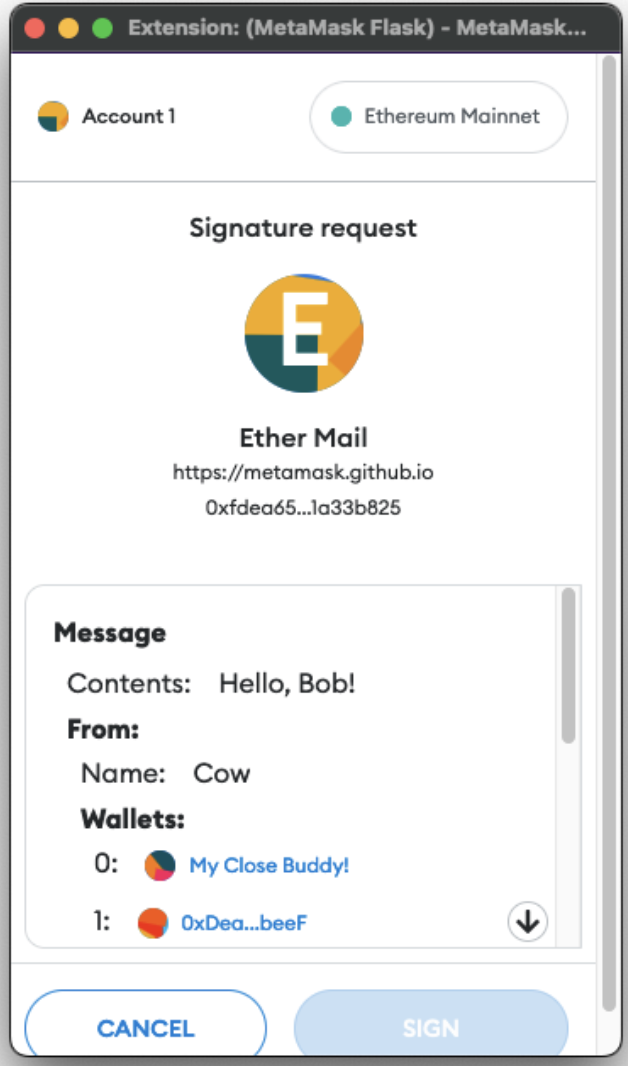 Extension: (MetaMask Flask) - MetaMask...
Account 1
Ethereum Mainnet
Signature request
E
Ether Mail
https://metamask.github.io
0xfdea65...1a33b825
Message
Contents: Hello, Bob!
From:
Name: Cow
Wallets:
0: My Close Buddy!
1: 0xDea...beeF
CANCEL
SIGN